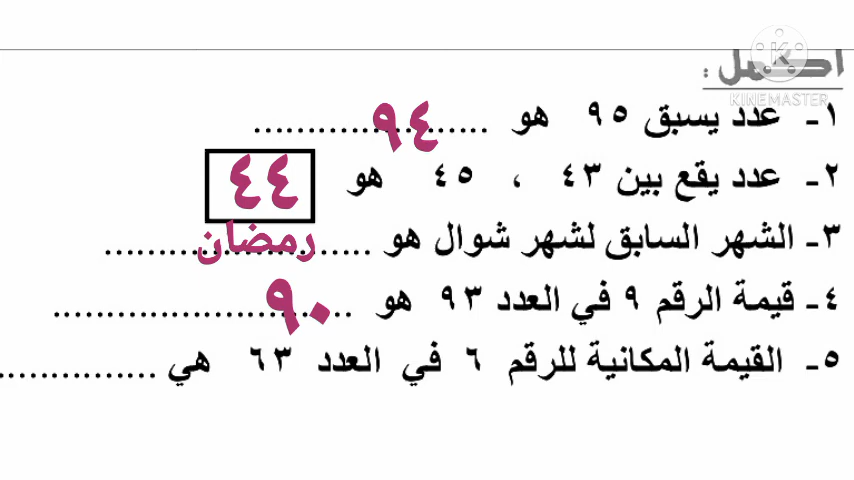 أكمل :
KINEMASTER
١- عدد يسبق ٩٥ هو ...................... ٩٤
٢- عدد يقع بين ٤٣ ، ٤٥ هو ٤٤
٣- الشهر السابق لشهر شوال هو ......................... رمضان
٤- قيمة الرقم ٩ في العدد ٩٣ هو ............................ ٩٠
٥- القيمة المكانية للرقم ٦ في العدد ٦٣ هي ...............